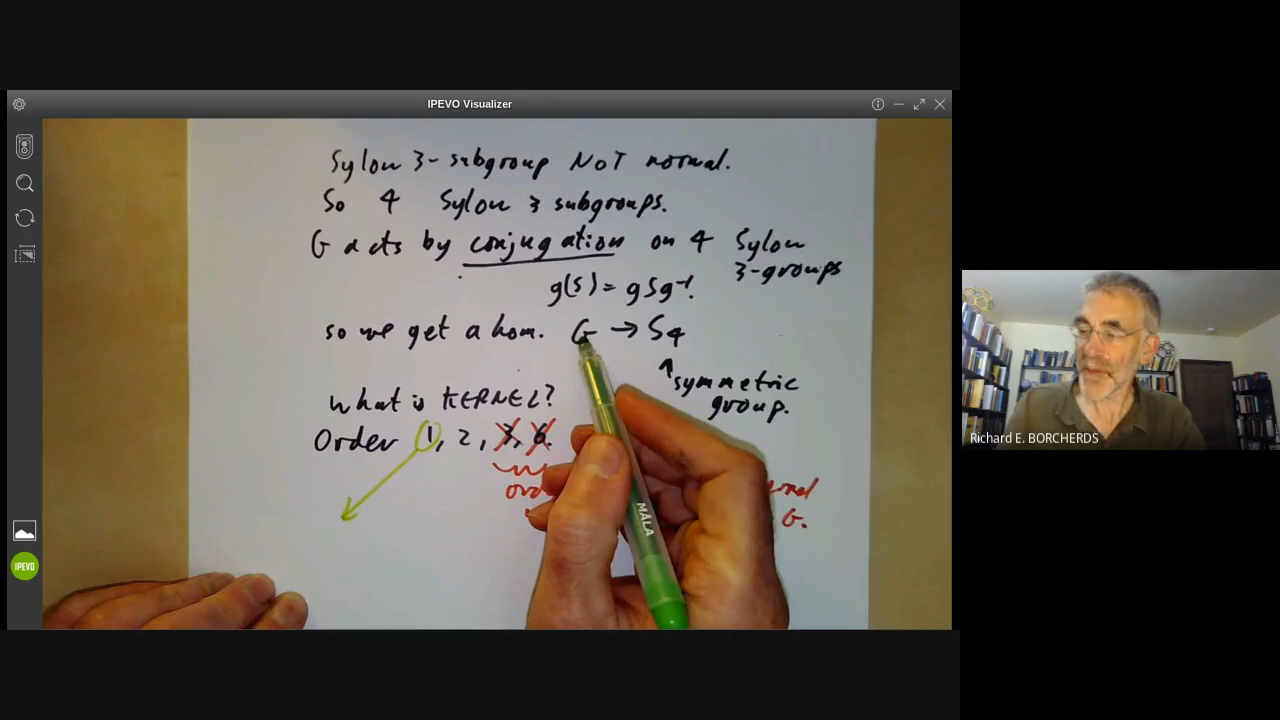 IPEVO Visualizer
Sylow 3-subgroup NOT normal.
So 4 Sylow 3 subgroups.
G acts by conjugation on 4 Sylow
3-groups
g(S) = gSg⁻¹.
so we get a hom. G → S₄
↑ symmetric
group.
What is KERNEL?
Order 1, 2, 3, 6.
G.
MALA
IPEVO
Richard E. BORCHERDS